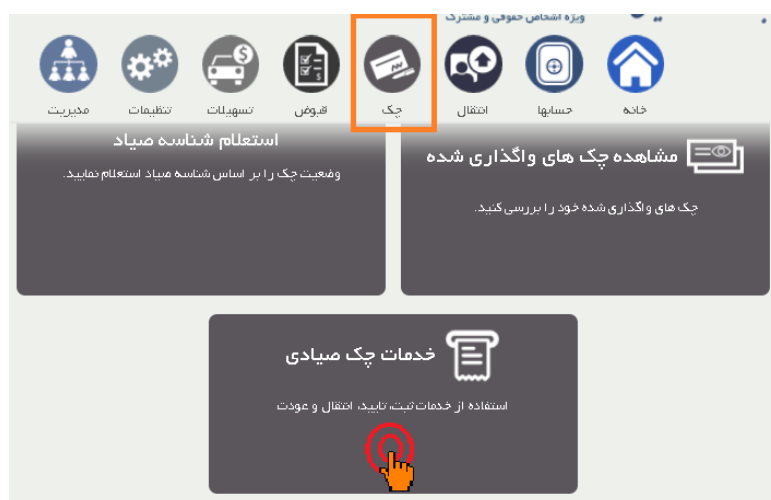 ویژه اشخاص حقوقی و مشترک
خانه
حسابها
انتقال
چک
قبوض
تسهیلات
تنظیمات
مدیریت
مشاهده چک های واگذاری شده
چک های واگذاری شده خود را بررسی کنید.
استعلام شناسه صیاد
وضعیت چک را بر اساس شناسه صیاد استعلام نمایید.
خدمات چک صیادی
استفاده از خدمات ثبت، تایید، انتقال و عودت